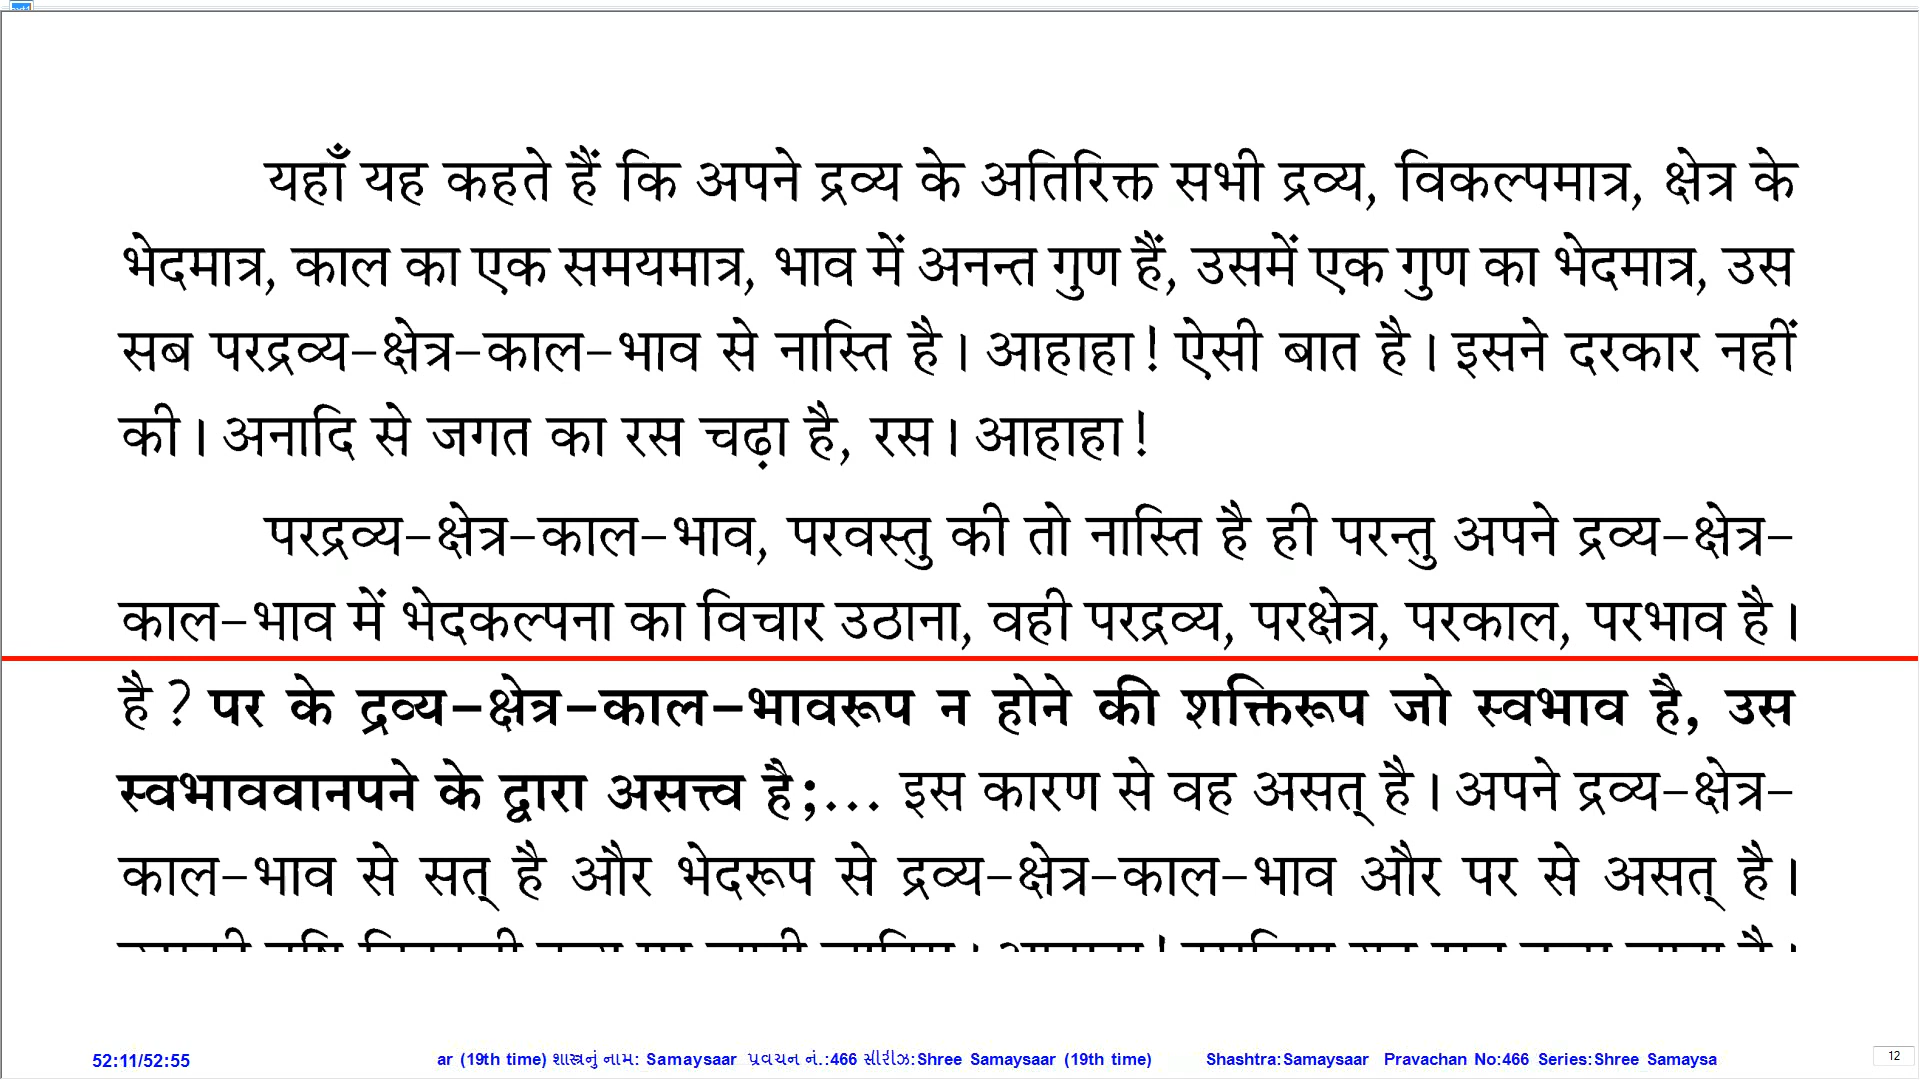 यहाँ यह कहते हैं कि अपने द्रव्य के अतिरिक्त सभी द्रव्य, विकल्पमात्र, क्षेत्र के
भेदमात्र, काल का एक समयमात्र, भाव में अनन्त गुण हैं, उसमें एक गुण का भेदमात्र, उस
सब परद्रव्य-क्षेत्र-काल-भाव से नास्ति है। आहाहा! ऐसी बात है। इसने दरकार नहीं
की। अनादि से जगत का रस चढ़ा है, रस। आहाहा!
परद्रव्य-क्षेत्र-काल-भाव, परवस्तु की तो नास्ति है ही परन्तु अपने द्रव्य-क्षेत्र-
काल-भाव में भेदकल्पना का विचार उठाना, वही परद्रव्य, परक्षेत्र, परकाल, परभाव है।
है? पर के द्रव्य-क्षेत्र-काल-भावरूप न होने की शक्तिरूप जो स्वभाव है, उस
स्वभाववानपने के द्वारा असत्त्व है;... इस कारण से वह असत् है। अपने द्रव्य-क्षेत्र-
काल-भाव से सत् है और भेदरूप से द्रव्य-क्षेत्र-काल-भाव और पर से असत् है।
52:11/52:55 ar (19th time) શાસ્ત્રનું નામ: Samaysaar પ્રવચન નં.:466 સીરીઝ:Shree Samaysaar (19th time) Shashtra:Samaysaar Pravachan No:466 Series:Shree Samaysa 12